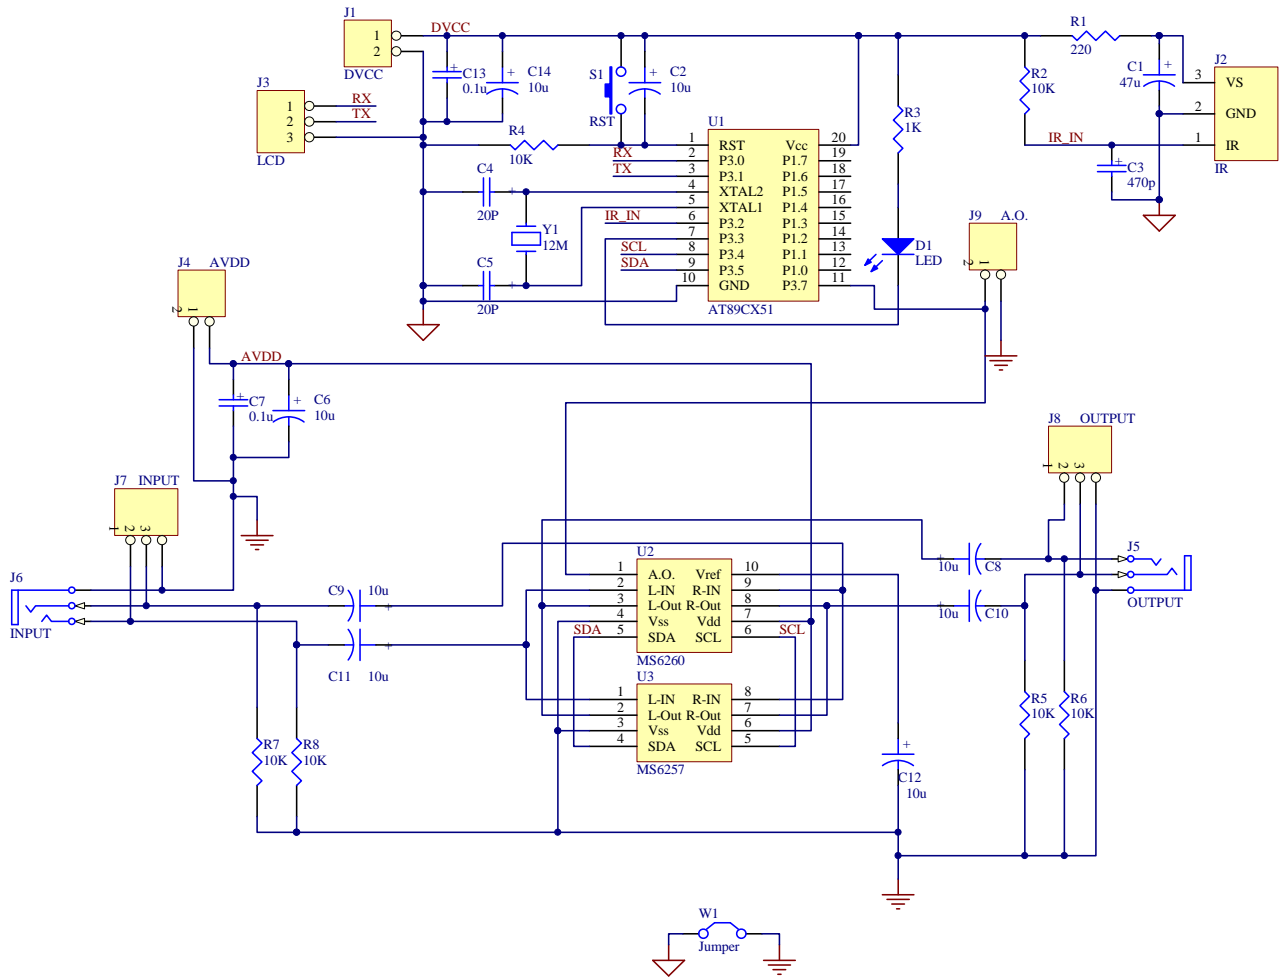 J1
1
2
DVCC
DVCC
J3
1
2
3
LCD
RX
TX
C13
0.1u
+
C14
10u
+
S1
RST
C2
10u
+
R4
10K
C4
20P
+
Y1
12M
C5
20P
+
RX
TX
IR_IN
SCL
SDA
U1
1 RST Vcc 20
2 P3.0 P1.7 19
3 P3.1 P1.6 18
4 XTAL2 P1.5 17
5 XTAL1 P1.4 16
6 P3.2 P1.3 15
7 P3.3 P1.2 14
8 P3.4 P1.1 13
9 P3.5 P1.0 12
10 GND P3.7 11
AT89CX51
R3
1K
D1
LED
R1
220
R2
10K
C1
47u
+
IR_IN
C3
470p
+
J2
3 VS
2 GND
1 IR
IR
J9 A.O.
2 1
J4 AVDD
2 1
AVDD
C7
0.1u
+
C6
10u
+
J7 INPUT
1 2 3
J6
INPUT
C9 10u
+
C11 10u
+
R7
10K
R8
10K
U2
1 A.O. Vref 10
2 L-IN R-IN 9
3 L-Out R-Out 8
4 Vss Vdd 7
5 SDA SCL 6
SDA
SCL
MS6260
U3
1 L-IN R-IN 8
2 L-Out R-Out 7
3 Vss Vdd 6
4 SDA SCL 5
MS6257
C12
10u
+
J8 OUTPUT
1 2 3
+
10u C8
+
10u C10
J5
OUTPUT
R5
10K
R6
10K
W1
Jumper